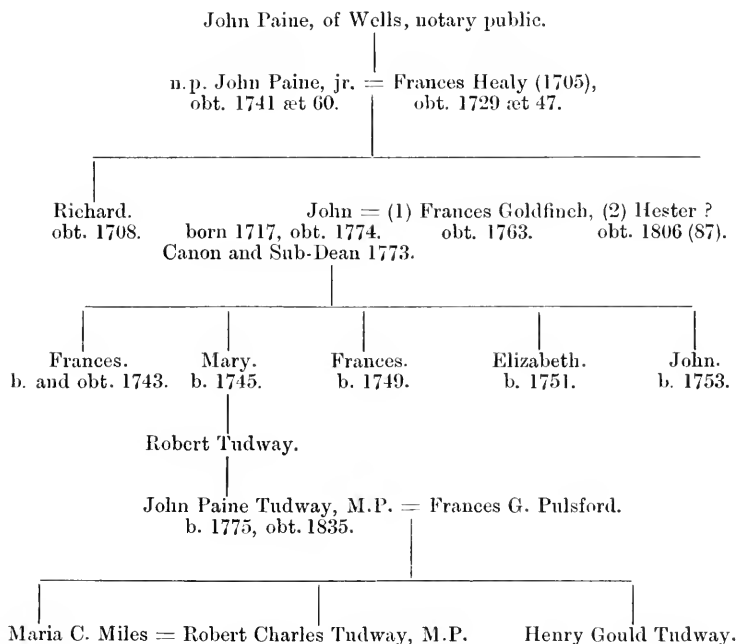 John Paine, of Wells, notary public.
n.p. John Paine, jr. = Frances Healy (1705),
obt. 1741 æt 60. obt. 1729 æt 47.
Richard. John = (1) Frances Goldfinch, (2) Hester ?
obt. 1708. born 1717, obt. 1774. obt. 1763. obt. 1806 (87).
Canon and Sub-Dean 1773.
Frances. Mary. Frances. Elizabeth. John.
b. and obt. 1743. b. 1745. b. 1749. b. 1751. b. 1753.
Robert Tudway.
John Paine Tudway, M.P. = Frances G. Pulsford.
b. 1775, obt. 1835.
Maria C. Miles = Robert Charles Tudway, M.P. Henry Gould Tudway.